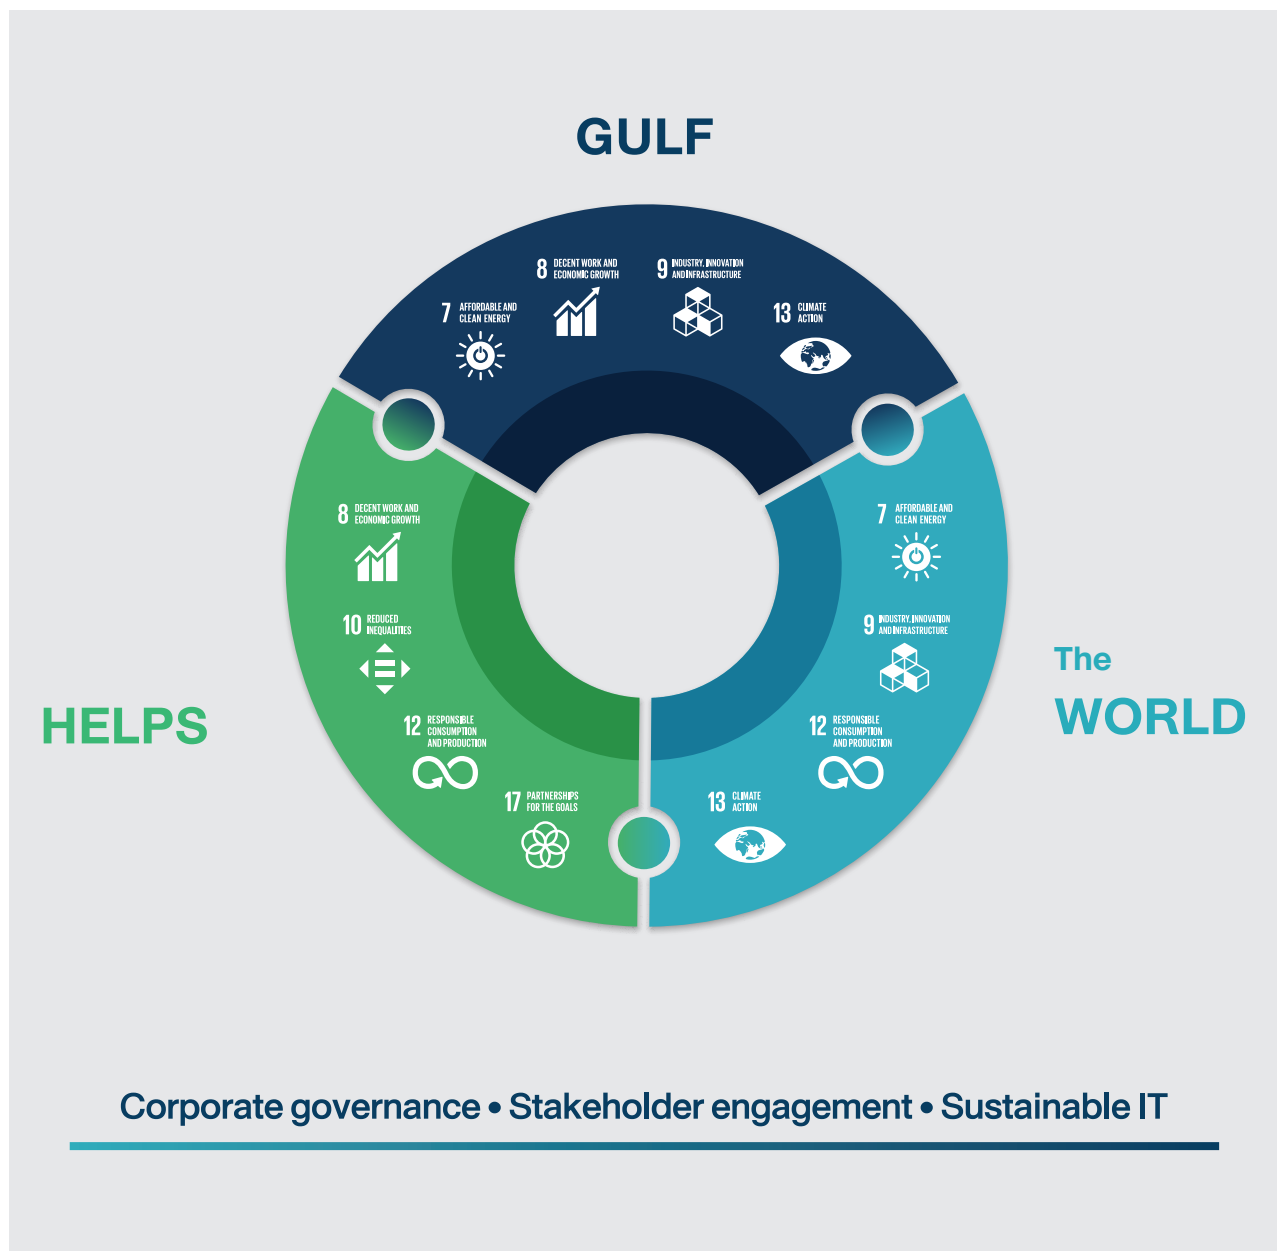 GULF
8 DECENT WORK AND
ECONOMIC GROWTH
9 INDUSTRY, INNOVATION
AND INFRASTRUCTURE
7 AFFORDABLE AND
CLEAN ENERGY
13 CLIMATE
ACTION
8 DECENT WORK AND
ECONOMIC GROWTH
10 REDUCED
INEQUALITIES
12 RESPONSIBLE
CONSUMPTION
AND PRODUCTION
17 PARTNERSHIPS
FOR THE GOALS
HELPS
7 AFFORDABLE AND
CLEAN ENERGY
9 INDUSTRY, INNOVATION
AND INFRASTRUCTURE
12 RESPONSIBLE
CONSUMPTION
AND PRODUCTION
13 CLIMATE
ACTION
The
WORLD
Corporate governance • Stakeholder engagement • Sustainable IT